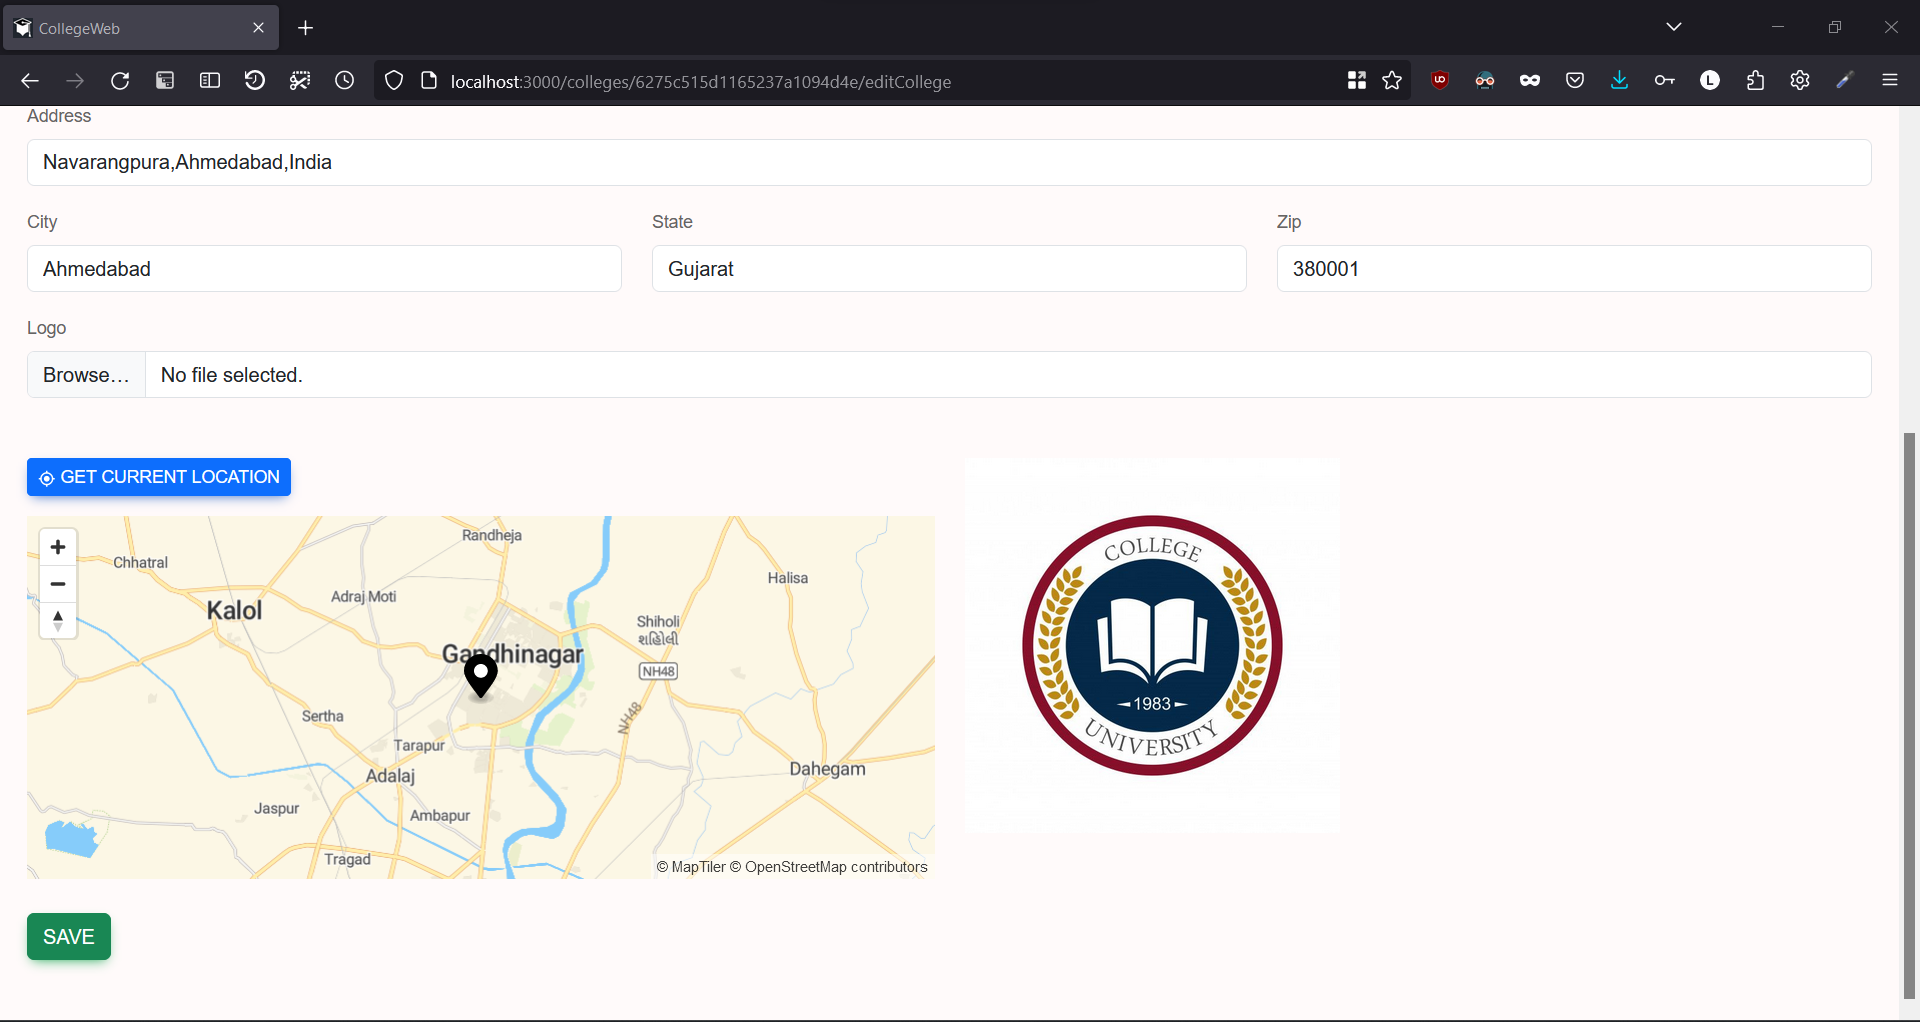 CollegeWeb
localhost:3000/colleges/6275c515d1165237a1094d4e/editCollege
Address
Navarangpura,Ahmedabad,India
City
State
Zip
Ahmedabad
Gujarat
380001
Logo
Browse…
No file selected.
GET CURRENT LOCATION
Randheja
Chhatral
Halisa
Adraj Moti
Kalol
Shiholi
શિહોલી
Gandhinagar
NH48
Sertha
NH48
Tarapur
Adalaj
Dahegam
Jaspur
Ambapur
Tragad
© MapTiler © OpenStreetMap contributors
COLLEGE
1983
UNIVERSITY
SAVE